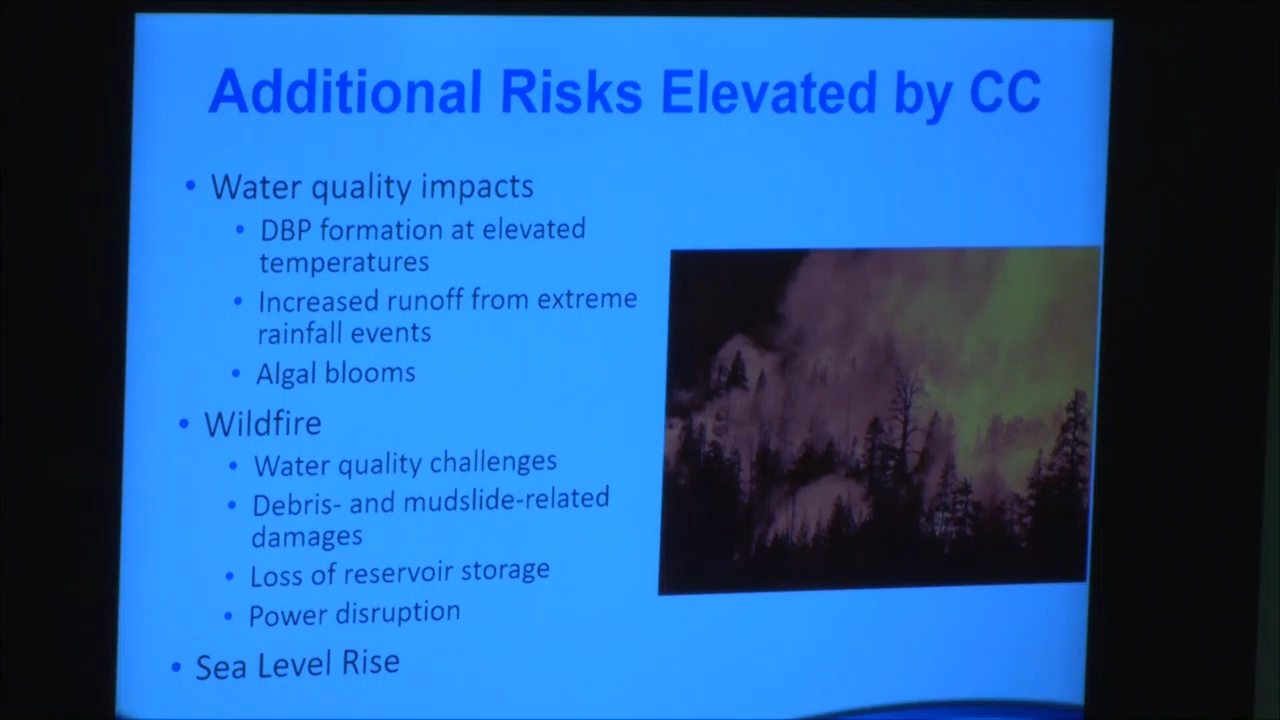 Additional Risks Elevated by CC
• Water quality impacts
• DBP formation at elevated
temperatures
• Increased runoff from extreme
rainfall events
• Algal blooms
• Wildfire
• Water quality challenges
• Debris- and mudslide-related
damages
• Loss of reservoir storage
• Power disruption
• Sea Level Rise